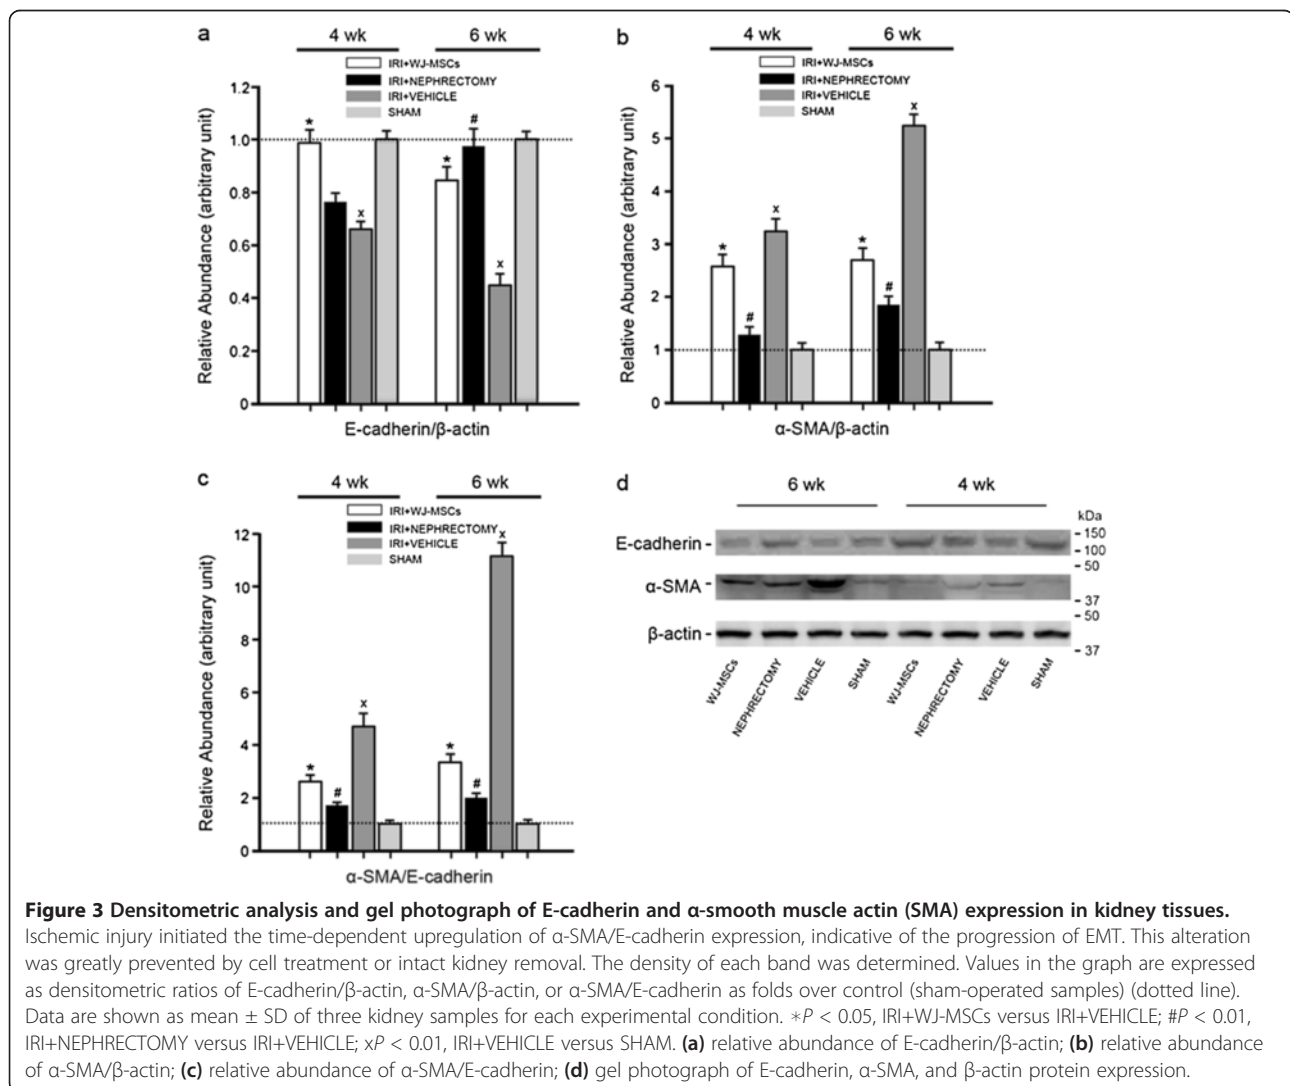 a
4 wk
6 wk
IRI+WJ-MSCs
IRI+NEPHRECTOMY
IRI+VEHICLE
SHAM
Relative Abundance (arbitrary unit)
1.2
1.0
0.8
0.6
0.4
0.2
0
*
x
*
#
x
E-cadherin/β-actin
b
4 wk
6 wk
IRI+WJ-MSCs
IRI+NEPHRECTOMY
IRI+VEHICLE
SHAM
Relative Abundance (arbitrary unit)
6
5
4
3
2
1
0
*
#
x
*
#
x
α-SMA/β-actin
c
4 wk
6 wk
IRI+WJ-MSCs
IRI+NEPHRECTOMY
IRI+VEHICLE
SHAM
Relative Abundance (arbitrary unit)
12
10
8
6
4
2
0
*
#
x
*
#
x
α-SMA/E-cadherin
d
6 wk
4 wk
kDa
E-cadherin -
- 150
- 100
- 50
α-SMA -
- 37
- 50
β-actin -
- 37
WJ-MSCs
NEPHRECTOMY
VEHICLE
SHAM
WJ-MSCs
NEPHRECTOMY
VEHICLE
SHAM
Figure 3 Densitometric analysis and gel photograph of E-cadherin and α-smooth muscle actin (SMA) expression in kidney tissues.
Ischemic injury initiated the time-dependent upregulation of α-SMA/E-cadherin expression, indicative of the progression of EMT. This alteration
was greatly prevented by cell treatment or intact kidney removal. The density of each band was determined. Values in the graph are expressed
as densitometric ratios of E-cadherin/β-actin, α-SMA/β-actin, or α-SMA/E-cadherin as folds over control (sham-operated samples) (dotted line).
Data are shown as mean ± SD of three kidney samples for each experimental condition. *P < 0.05, IRI+WJ-MSCs versus IRI+VEHICLE; #P < 0.01,
IRI+NEPHRECTOMY versus IRI+VEHICLE; xP < 0.01, IRI+VEHICLE versus SHAM. (a) relative abundance of E-cadherin/β-actin; (b) relative abundance
of α-SMA/β-actin; (c) relative abundance of α-SMA/E-cadherin; (d) gel photograph of E-cadherin, α-SMA, and β-actin protein expression.